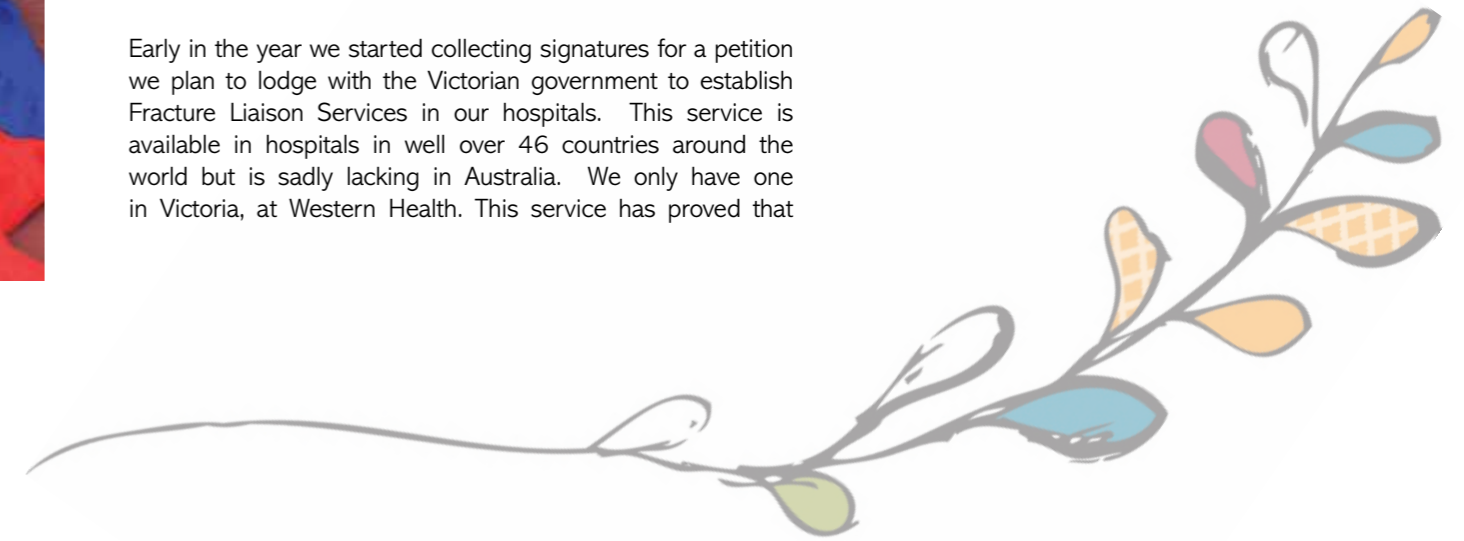 Early in the year we started collecting signatures for a petition
we plan to lodge with the Victorian government to establish
Fracture Liaison Services in our hospitals.  This service is
available in hospitals in well over 46 countries around the
world but is sadly lacking in Australia.  We only have one
in Victoria, at Western Health. This service has proved that